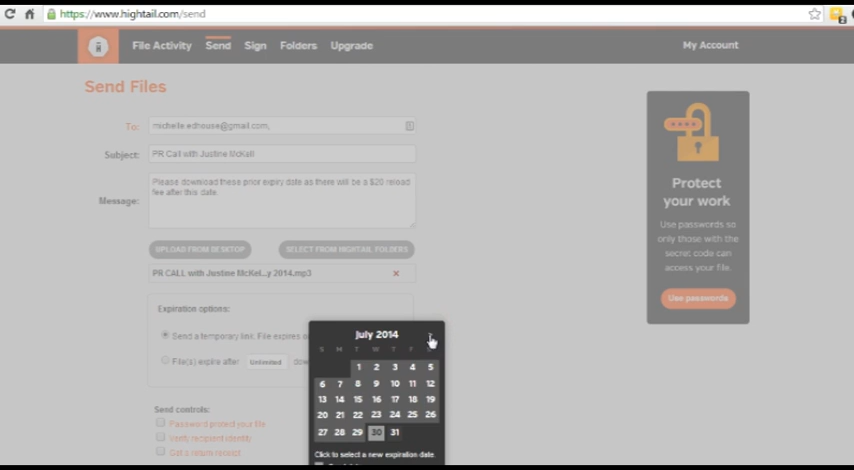 https://www.hightail.com/send
File Activity Send Sign Folders Upgrade My Account
Send Files
To: michelle.edhouse@gmail.com,
Subject: PR Call with Justine McKall
Message: Please download these prior expiry date as there will be a $20 reload
fee after this date.
UPLOAD FROM DESKTOP SELECT FROM HIGHTAIL FOLDERS
PR CALL with Justine McKel...y 2014.mp3
Expiration options:
Send a temporary link. File expires o
File(s) expire after Unlimited dow
Send controls:
Password protect your file
Verify recipient identity
Get a return receipt
July 2014
S M T W T F
1 2 3 4 5
6 7 8 9 10 11 12
13 14 15 16 17 18 19
20 21 22 23 24 25 26
27 28 29 30 31
Click to select a new expiration date.
Protect
your work
Use passwords so
only those with the
secret code can
access your file.
Use passwords